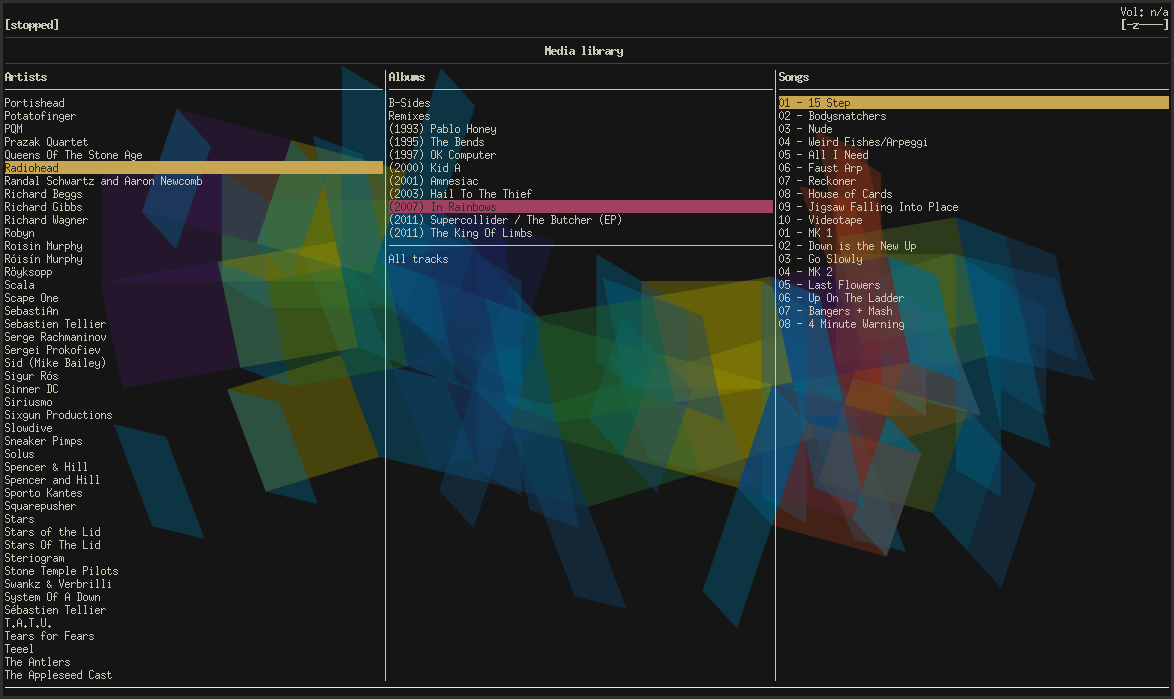 Vol: n/a
[stopped]
[-z----]
Media library
Artists
Portishead
Potatofinger
PQM
Prazak Quartet
Queens Of The Stone Age
Radiohead
Randal Schwartz and Aaron Newcomb
Richard Beggs
Richard Gibbs
Richard Wagner
Robyn
Roisin Murphy
Róisín Murphy
Röyksopp
Scala
Scape One
SebastiAn
Sebastien Tellier
Serge Rachmaninov
Sergei Prokofiev
Sid (Mike Bailey)
Sigur Rós
Sinner DC
Siriusmo
Sixgun Productions
Slowdive
Sneaker Pimps
Solus
Spencer & Hill
Spencer and Hill
Sporto Kantes
Squarepusher
Stars
Stars of the Lid
Stars Of The Lid
Steriogram
Stone Temple Pilots
Swankz & Verbrilli
System Of A Down
Sébastien Tellier
T.A.T.U.
Tears for Fears
Teeel
The Antlers
The Appleseed Cast
Albums
B-Sides
Remixes
(1993) Pablo Honey
(1995) The Bends
(1997) OK Computer
(2000) Kid A
(2001) Amnesiac
(2003) Hail To The Thief
(2007) In Rainbows
(2011) Supercollider / The Butcher (EP)
(2011) The King Of Limbs
All tracks
Songs
01 - 15 Step
02 - Bodysnatchers
03 - Nude
04 - Weird Fishes/Arpeggi
05 - All I Need
06 - Faust Arp
07 - Reckoner
08 - House of Cards
09 - Jigsaw Falling Into Place
10 - Videotape
01 - MK 1
02 - Down is the New Up
03 - Go Slowly
04 - MK 2
05 - Last Flowers
06 - Up On The Ladder
07 - Bangers + Mash
08 - 4 Minute Warning